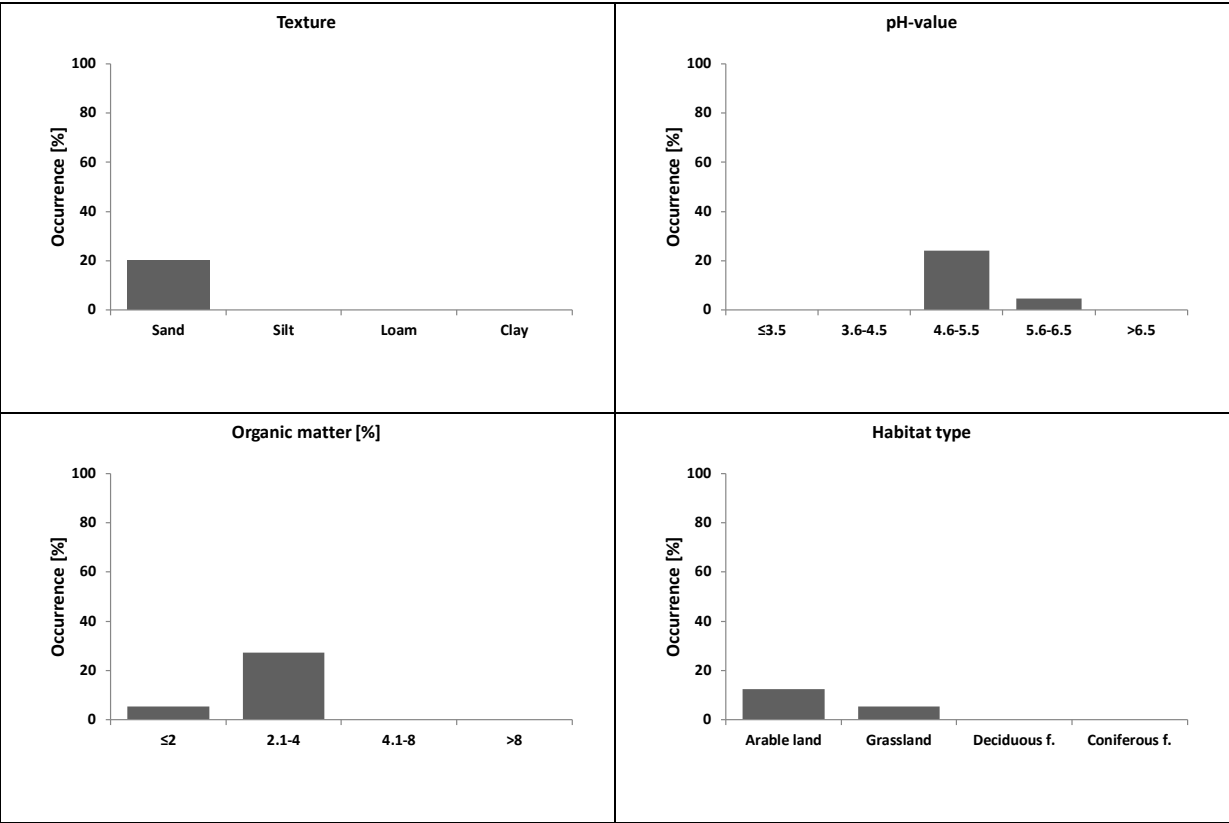 Texture
Occurrence [%]
100
80
60
40
20
0
Sand Silt Loam Clay
pH-value
Occurrence [%]
100
80
60
40
20
0
≤3.5 3.6-4.5 4.6-5.5 5.6-6.5 >6.5
Organic matter [%]
Occurrence [%]
100
80
60
40
20
0
≤2 2.1-4 4.1-8 >8
Habitat type
Occurrence [%]
100
80
60
40
20
0
Arable land Grassland Deciduous f. Coniferous f.